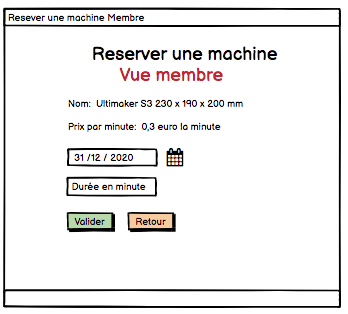 Resever une machine Membre
Reserver une machine
Vue membre
Nom: Ultimaker S3 230 x 190 x 200 mm
Prix par minute: 0,3 euro la minute
31 /12 / 2020
Durée en minute
Valider Retour